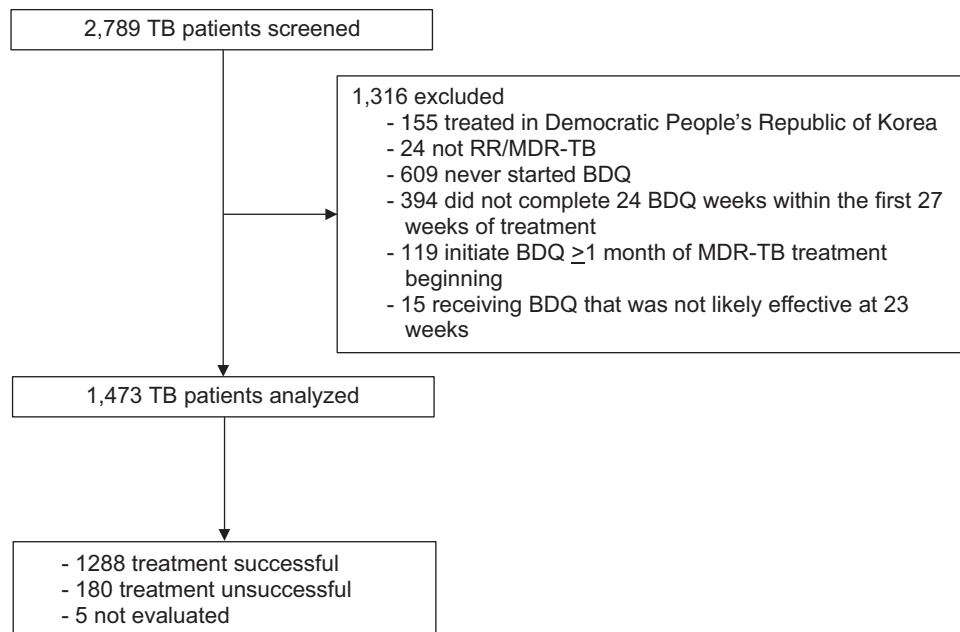 2,789 TB patients screened
1,316 excluded
- 155 treated in Democratic People's Republic of Korea
- 24 not RR/MDR-TB
- 609 never started BDQ
- 394 did not complete 24 BDQ weeks within the first 27
weeks of treatment
- 119 initiate BDQ ≥1 month of MDR-TB treatment
beginning
- 15 receiving BDQ that was not likely effective at 23
weeks
1,473 TB patients analyzed
- 1288 treatment successful
- 180 treatment unsuccessful
- 5 not evaluated